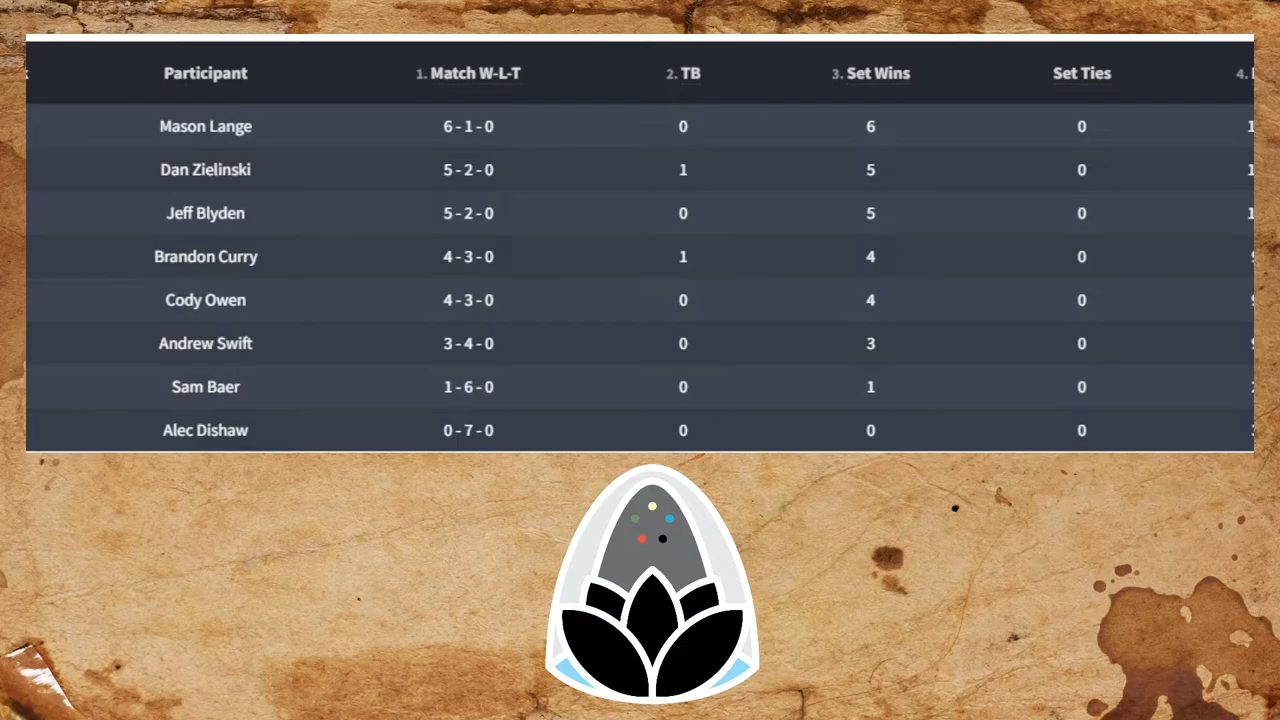 Participant 1. Match W-L-T 2. TB 3. Set Wins Set Ties 4.
Mason Lange 6 - 1 - 0 0 6 0
Dan Zielinski 5 - 2 - 0 1 5 0
Jeff Blyden 5 - 2 - 0 0 5 0
Brandon Curry 4 - 3 - 0 1 4 0
Cody Owen 4 - 3 - 0 0 4 0
Andrew Swift 3 - 4 - 0 0 3 0
Sam Baer 1 - 6 - 0 0 1 0
Alec Dishaw 0 - 7 - 0 0 0 0